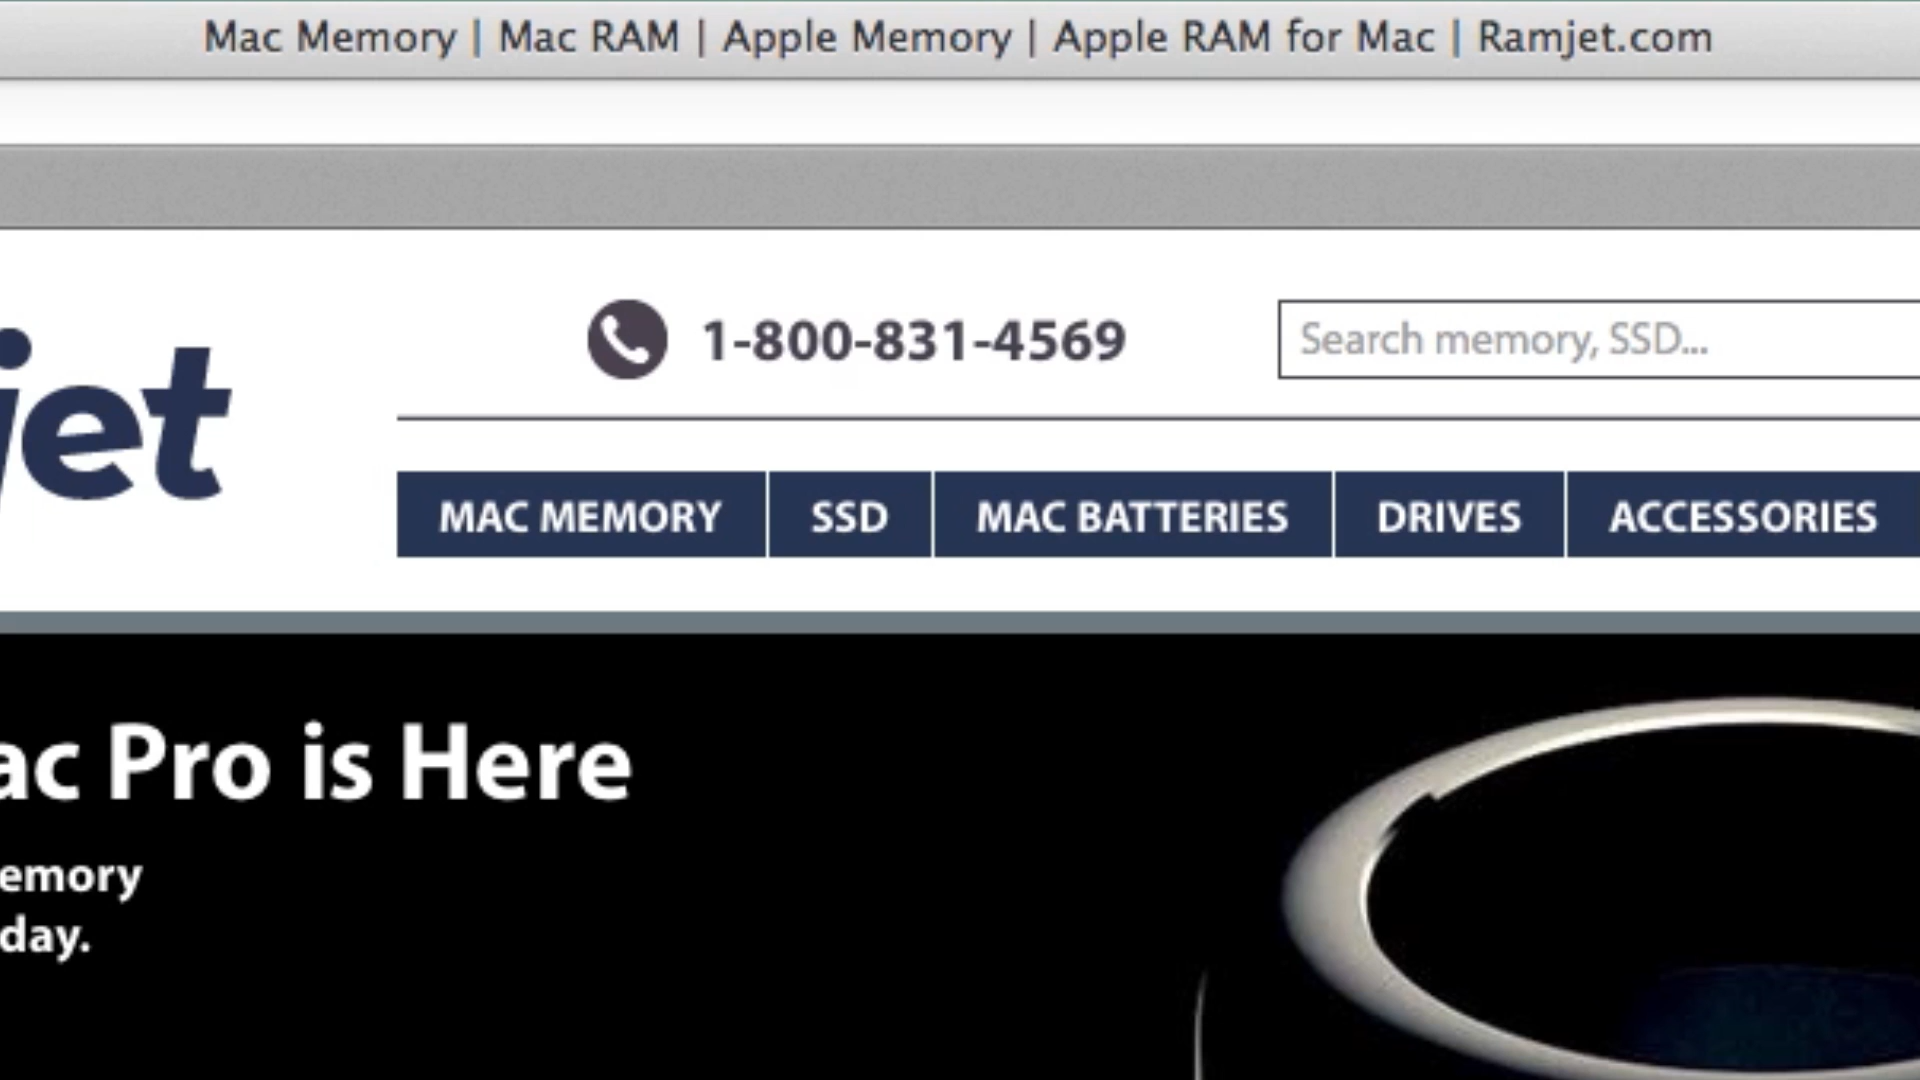 Mac Memory | Mac RAM | Apple Memory | Apple RAM for Mac | Ramjet.com
1-800-831-4569
Search memory, SSD...
jet
MAC MEMORY SSD MAC BATTERIES DRIVES ACCESSORIES
ac Pro is Here
emory
day.